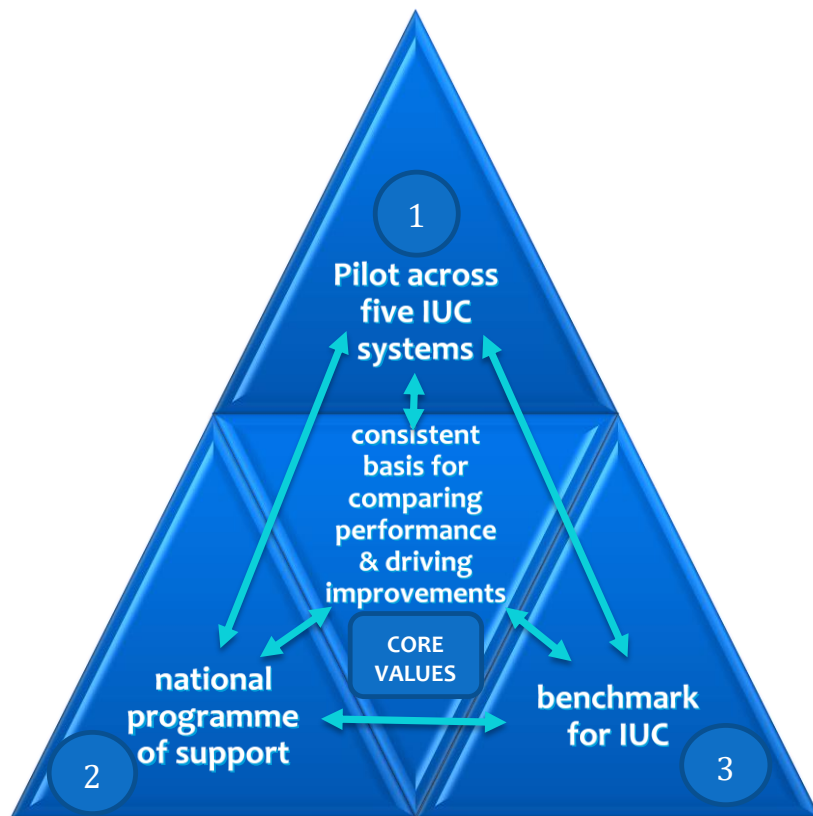 1
Pilot across
five IUC
systems
consistent
basis for
comparing
performance
& driving
improvements
CORE
VALUES
national
programme
of support
2
benchmark
for IUC
3